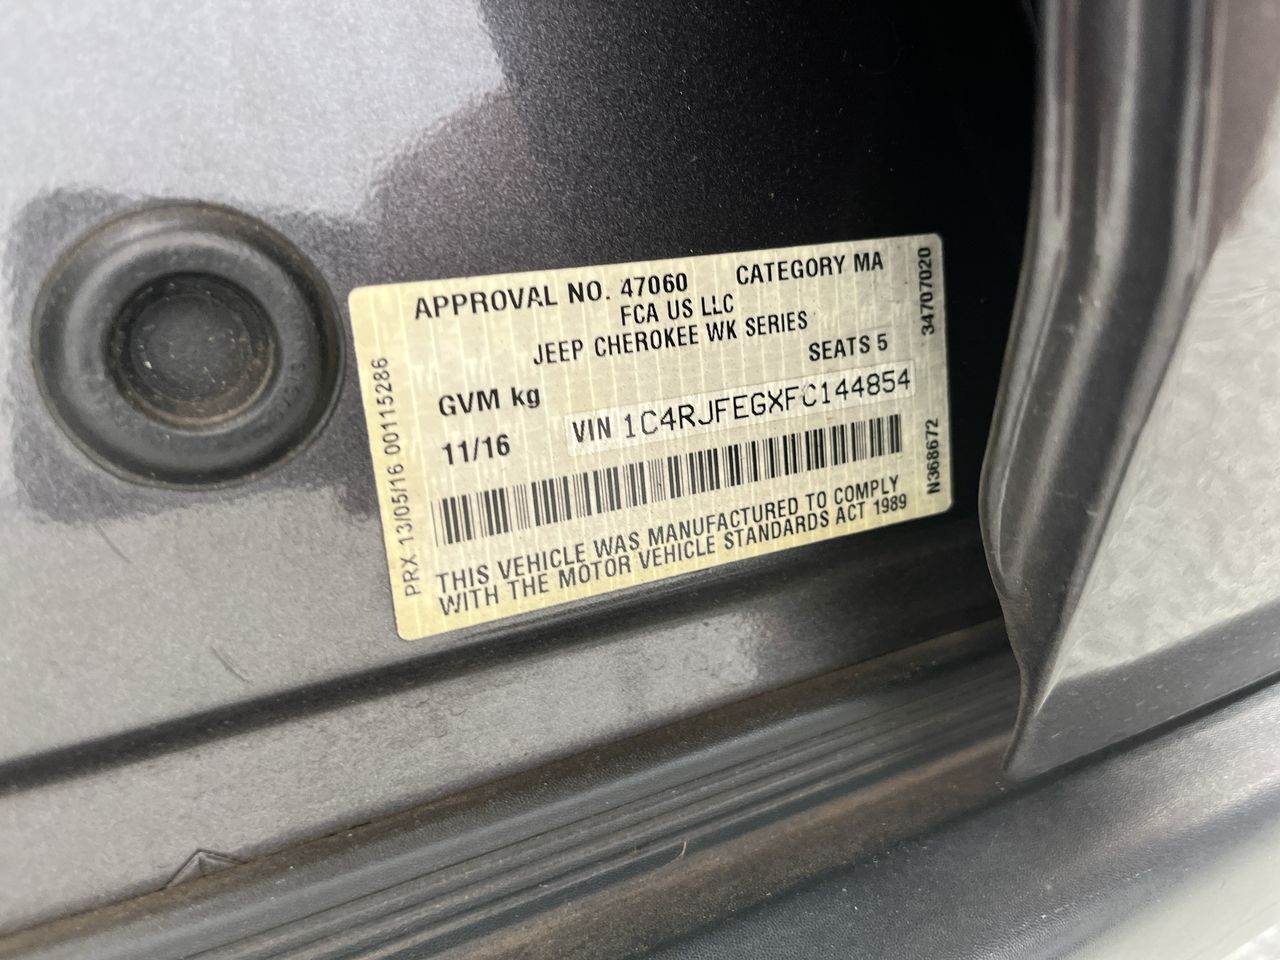 APPROVAL NO. 47060 CATEGORY MA
FCA US LLC
JEEP CHEROKEE WK SERIES
SEATS 5
GVM kg
11/16
VIN 1C4RJFEGXFC144854
THIS VEHICLE WAS MANUFACTURED TO COMPLY
WITH THE MOTOR VEHICLE STANDARDS ACT 1989
PRX 13/05/16 00115286
34707020
N368672